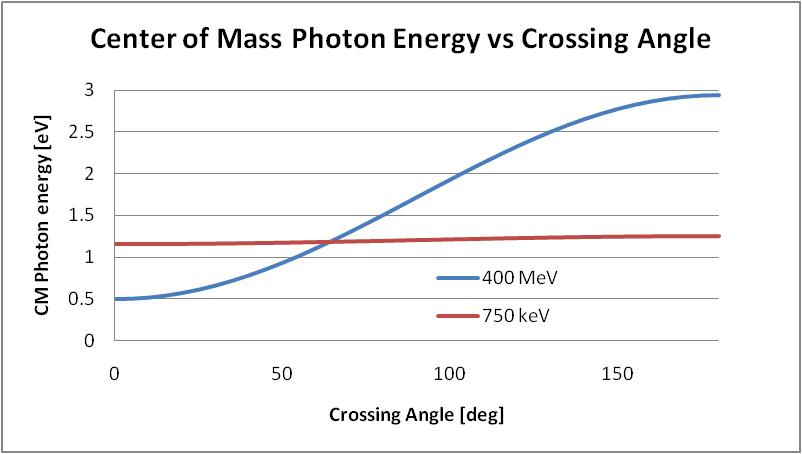 Center of Mass Photon Energy vs Crossing Angle
CM Photon energy [eV]
3
2.5
2
1.5
1
0.5
0
400 MeV
750 keV
0 50 100 150
Crossing Angle [deg]